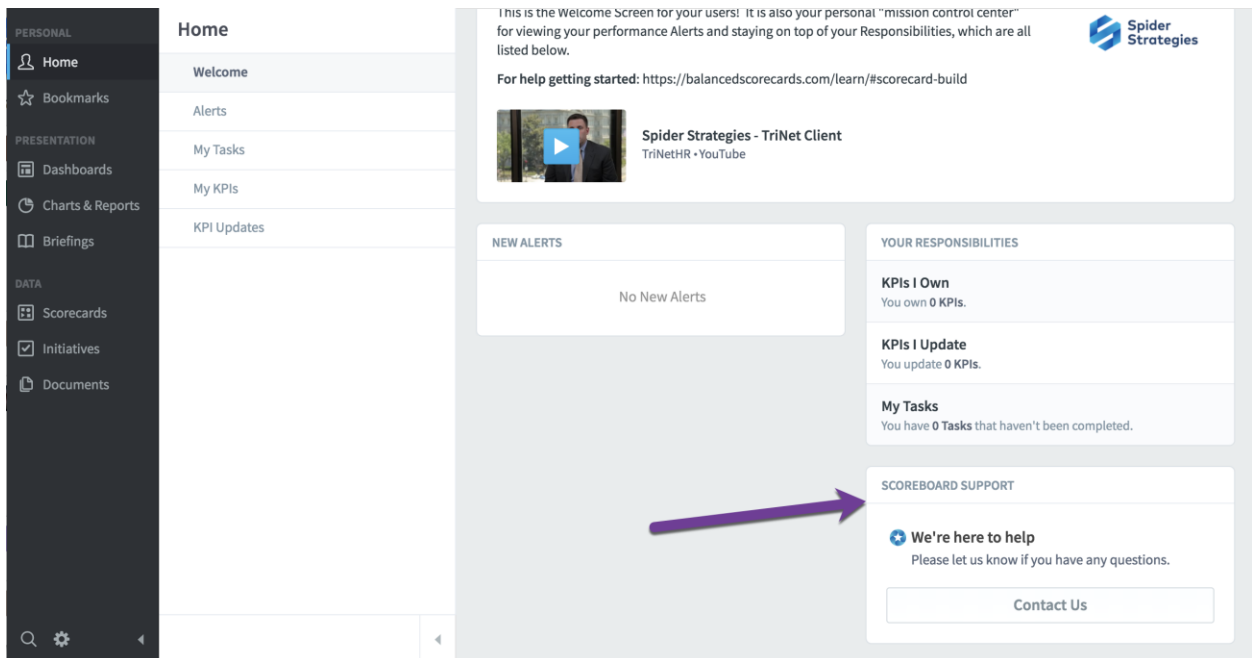 PERSONAL
Home
Bookmarks
PRESENTATION
Dashboards
Charts & Reports
Briefings
DATA
Scorecards
Initiatives
Documents
Home
Welcome
Alerts
My Tasks
My KPIs
KPI Updates
This is the Welcome Screen for your users! It is also your personal "mission control center"
for viewing your performance Alerts and staying on top of your Responsibilities, which are all
listed below.
For help getting started: https://balancedscorecards.com/learn/#scorecard-build
Spider
Strategies
Spider Strategies - TriNet Client
TriNetHR • YouTube
NEW ALERTS
No New Alerts
YOUR RESPONSIBILITIES
KPIs I Own
You own 0 KPIs.
KPIs I Update
You update 0 KPIs.
My Tasks
You have 0 Tasks that haven't been completed.
SCOREBOARD SUPPORT
We're here to help
Please let us know if you have any questions.
Contact Us